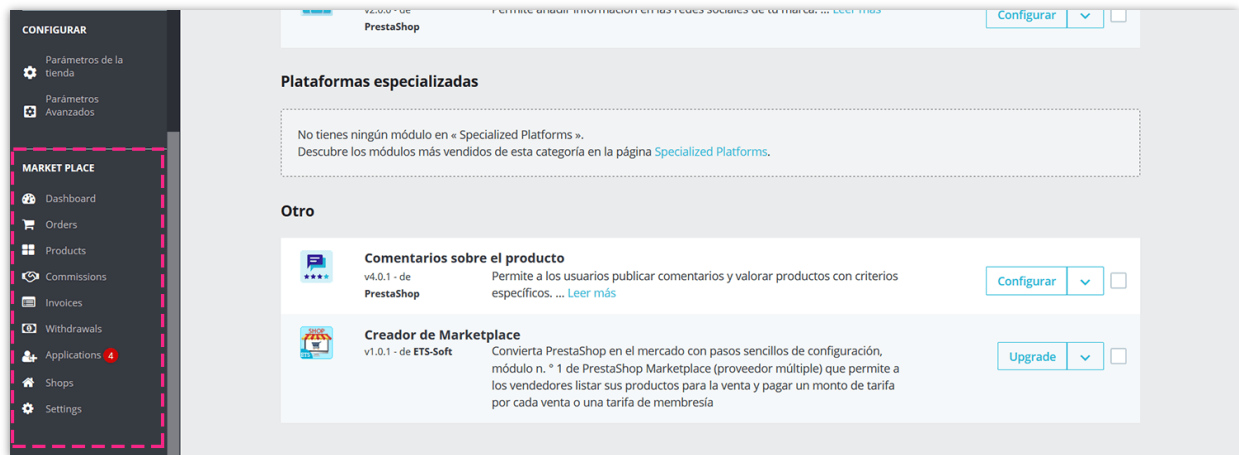 CONFIGURAR
Parámetros de la
tienda
Parámetros
Avanzados
MARKET PLACE
Dashboard
Orders
Products
Commissions
Invoices
Withdrawals
Applications 4
Shops
Settings
v2.0.0 - de
PrestaShop
Permite añadir información en las redes sociales de tu marca. ... Leer más
Configurar
Plataformas especializadas
No tienes ningún módulo en « Specialized Platforms ».
Descubre los módulos más vendidos de esta categoría en la página Specialized Platforms.
Otro
Comentarios sobre el producto
v4.0.1 - de
PrestaShop
Permite a los usuarios publicar comentarios y valorar productos con criterios
específicos. ... Leer más
Configurar
SHOP
Creador de Marketplace
v1.0.1 - de ETS-Soft
Convierta PrestaShop en el mercado con pasos sencillos de configuración,
módulo n. ° 1 de PrestaShop Marketplace (proveedor múltiple) que permite a
los vendedores listar sus productos para la venta y pagar un monto de tarifa
por cada venta o una tarifa de membresía
Upgrade